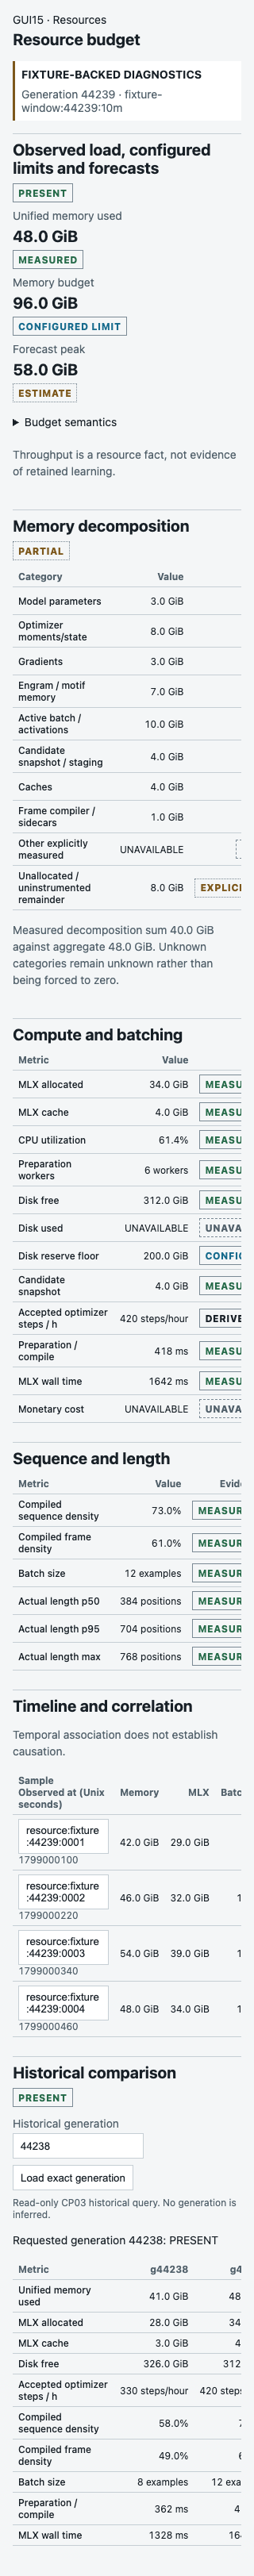 GUI15 · Resources
Resource budget
FIXTURE-BACKED DIAGNOSTICS
Generation 44239 · fixture-
window:44239:10m
Observed load, configured
limits and forecasts
PRESENT
Unified memory used
48.0 GiB
MEASURED
Memory budget
96.0 GiB
CONFIGURED LIMIT
Forecast peak
58.0 GiB
ESTIMATE
▶ Budget semantics
Throughput is a resource fact, not evidence
of retained learning.
Memory decomposition
PARTIAL
Category Value
Model parameters 3.0 GiB
Optimizer
moments/state 8.0 GiB
Gradients 3.0 GiB
Engram / motif
memory 7.0 GiB
Active batch /
activations 10.0 GiB
Candidate
snapshot / staging 4.0 GiB
Caches 4.0 GiB
Frame compiler /
sidecars 1.0 GiB
Other explicitly
measured UNAVAILABLE
Unallocated /
uninstrumented
remainder 8.0 GiB EXPLIC
Measured decomposition sum 40.0 GiB
against aggregate 48.0 GiB. Unknown
categories remain unknown rather than
being forced to zero.
Compute and batching
Metric Value
MLX allocated 34.0 GiB MEASU
MLX cache 4.0 GiB MEASU
CPU utilization 61.4% MEASU
Preparation
workers 6 workers MEASU
Disk free 312.0 GiB MEASU
Disk used UNAVAILABLE UNAVA
Disk reserve floor 200.0 GiB CONFIG
Candidate
snapshot 4.0 GiB MEASU
Accepted optimizer
steps / h 420 steps/hour DERIVE
Preparation /
compile 418 ms MEASU
MLX wall time 1642 ms MEASU
Monetary cost UNAVAILABLE UNAVA
Sequence and length
Metric Value Evide
Compiled
sequence density 73.0% MEASUR
Compiled frame
density 61.0% MEASUR
Batch size 12 examples MEASUR
Actual length p50 384 positions MEASUR
Actual length p95 704 positions MEASUR
Actual length max 768 positions MEASUR
Timeline and correlation
Temporal association does not establish
causation.
Sample
Observed at (Unix
seconds) Memory MLX Batc
resource:fixture
:44239:0001 42.0 GiB 29.0 GiB
1799000100
resource:fixture
:44239:0002 46.0 GiB 32.0 GiB 1
1799000220
resource:fixture
:44239:0003 54.0 GiB 39.0 GiB 1
1799000340
resource:fixture
:44239:0004 48.0 GiB 34.0 GiB 1
1799000460
Historical comparison
PRESENT
Historical generation
44238
Load exact generation
Read-only CP03 historical query. No generation is
inferred.
Requested generation 44238: PRESENT
Metric g44238 g4
Unified memory
used 41.0 GiB 48
MLX allocated 28.0 GiB 34
MLX cache 3.0 GiB 4
Disk free 326.0 GiB 312
Accepted optimizer
steps / h 330 steps/hour 420 steps
Compiled
sequence density 58.0% 7
Compiled frame
density 49.0% 6
Batch size 8 examples 12 exa
Preparation /
compile 362 ms 4
MLX wall time 1328 ms 164